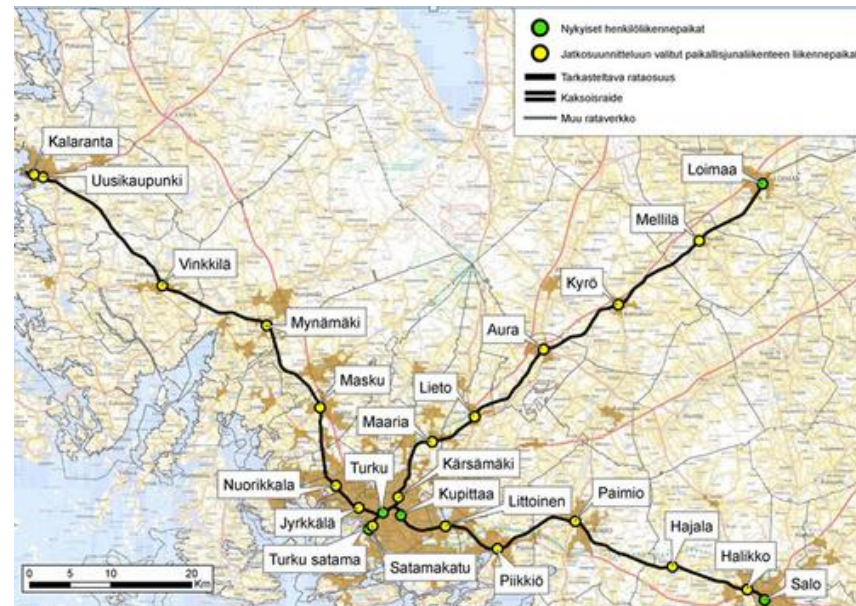 Nykyiset henkilöliikennepaikat
Jatkosuunnitteluun valitut paikallisjunaliikenteen liikennepaikat
Tarkasteltava rataosuus
Kaksoisraide
Muu rataverkko
Kalaranta
Uusikaupunki
Loimaa
Mellilä
Vinkkilä
Kyrö
Mynämäki
Aura
Masku
Lieto
Maaria
Kärsämäki
Turku
Nuorikkala
Kupittaa
Littoinen
Paimio
Jyrkkälä
Hajala
Turku satama
Halikko
Satamakatu
Piikkiö
Salo
0 5 10 20
Km